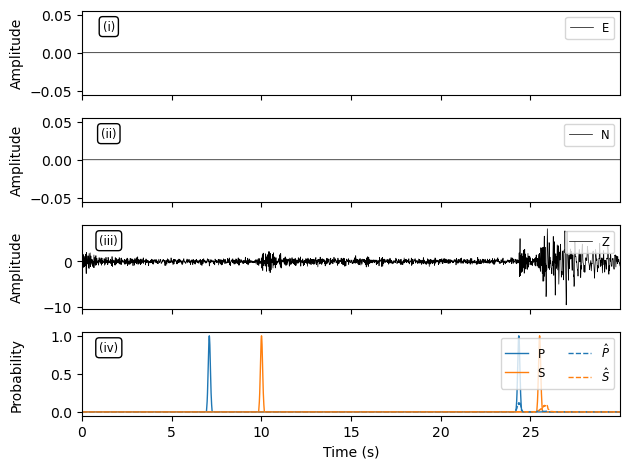 Amplitude
0.05
0.00
−0.05
(i)
E
Amplitude
0.05
0.00
−0.05
(ii)
N
Amplitude
0
−10
(iii)
Z
Probability
1.0
0.5
0.0
(iv)
P
S
P̂
Ŝ
0 5 10 15 20 25
Time (s)